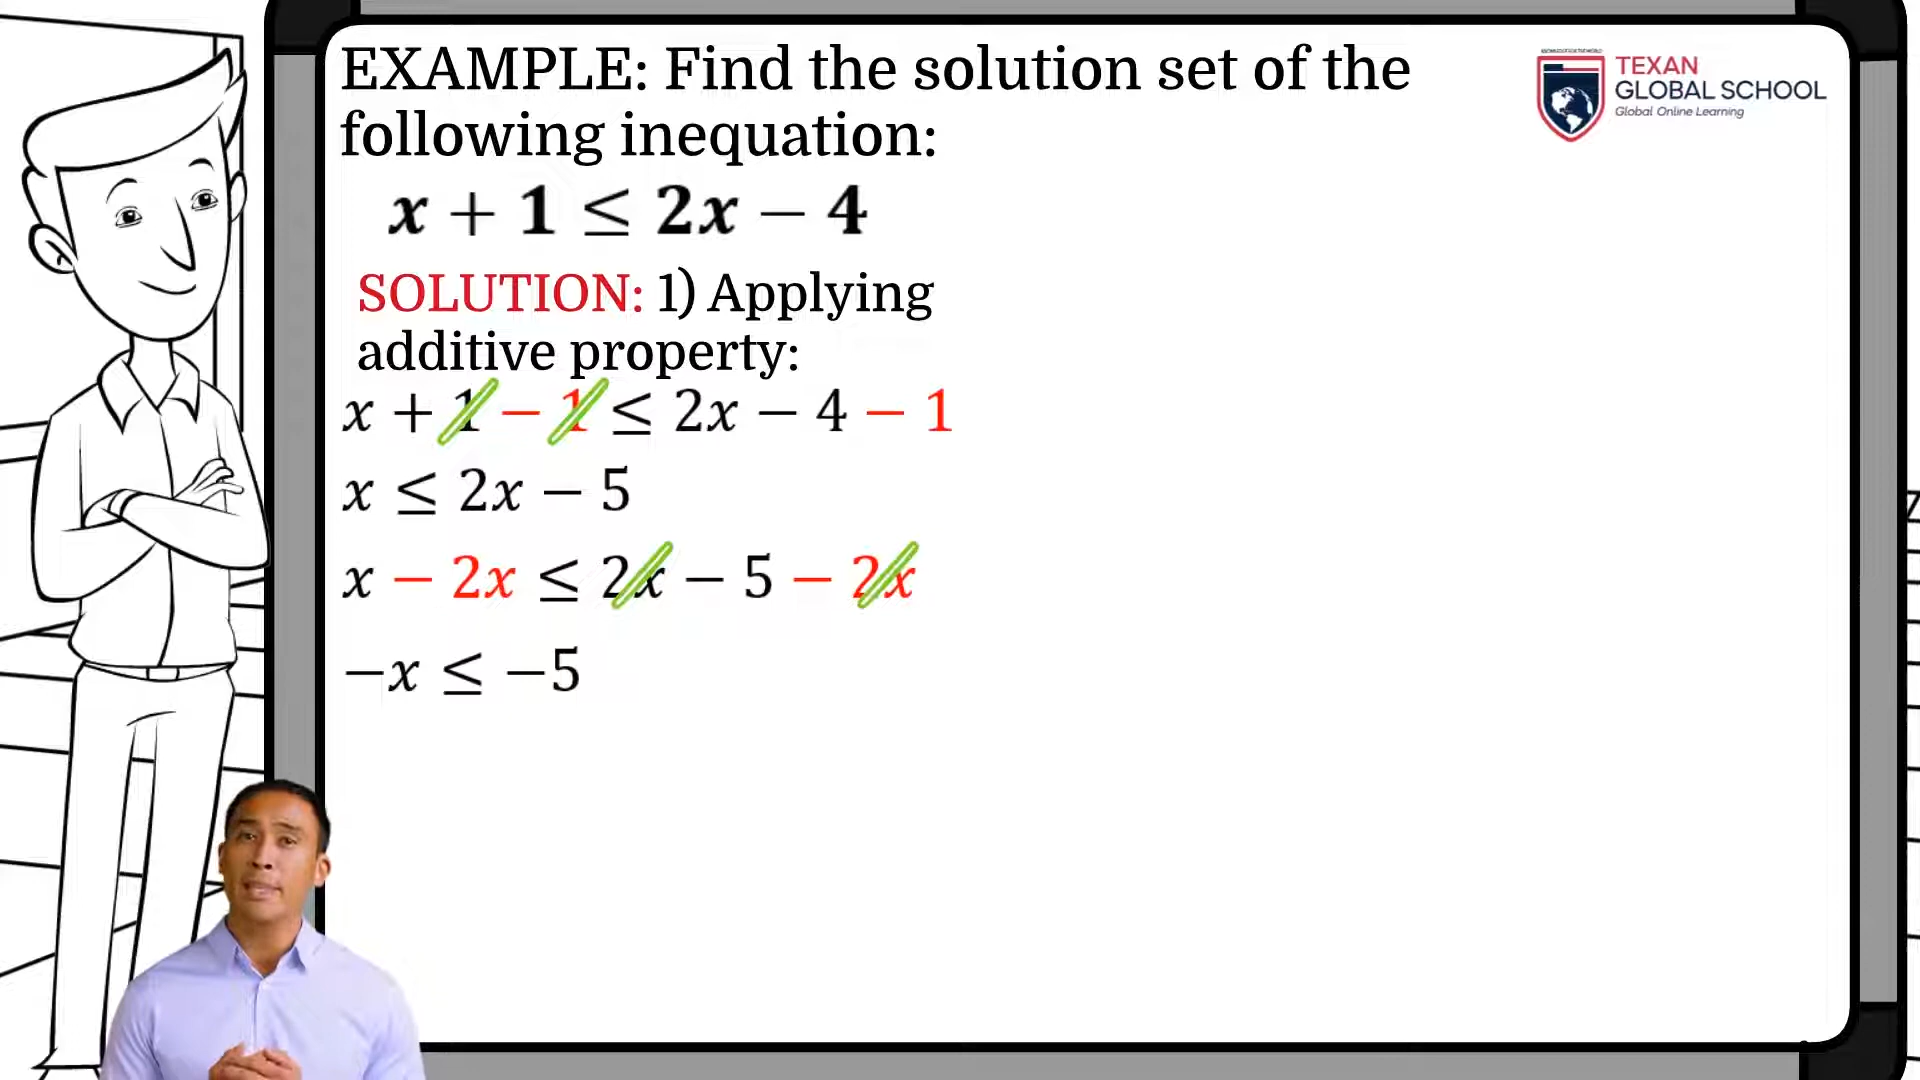 EXAMPLE: Find the solution set of the
following inequation:
x + 1 ≤ 2x − 4
SOLUTION: 1) Applying
additive property:
x + 1 − 1 ≤ 2x − 4 − 1
x ≤ 2x − 5
x − 2x ≤ 2x − 5 − 2x
−x ≤ −5
TEXAN
GLOBAL SCHOOL
Global Online Learning